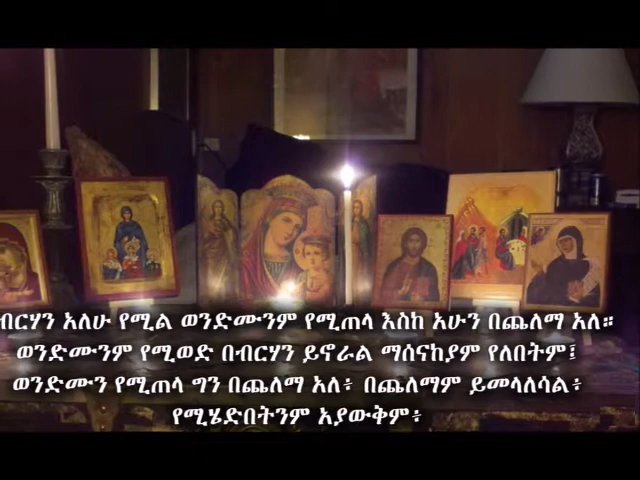 ብርሃን አለሁ የሚል ወንድሙንም የሚጠላ እስከ አሁን በጨለማ አለ።
ወንድሙንም የሚወድ በብርሃን ይኖራል ማሰናከያም የለበትም፤
ወንድሙን የሚጠላ ግን በጨለማ አለ፥ በጨለማም ይመላለሳል፥
የሚሄድበትንም አያውቅም፥